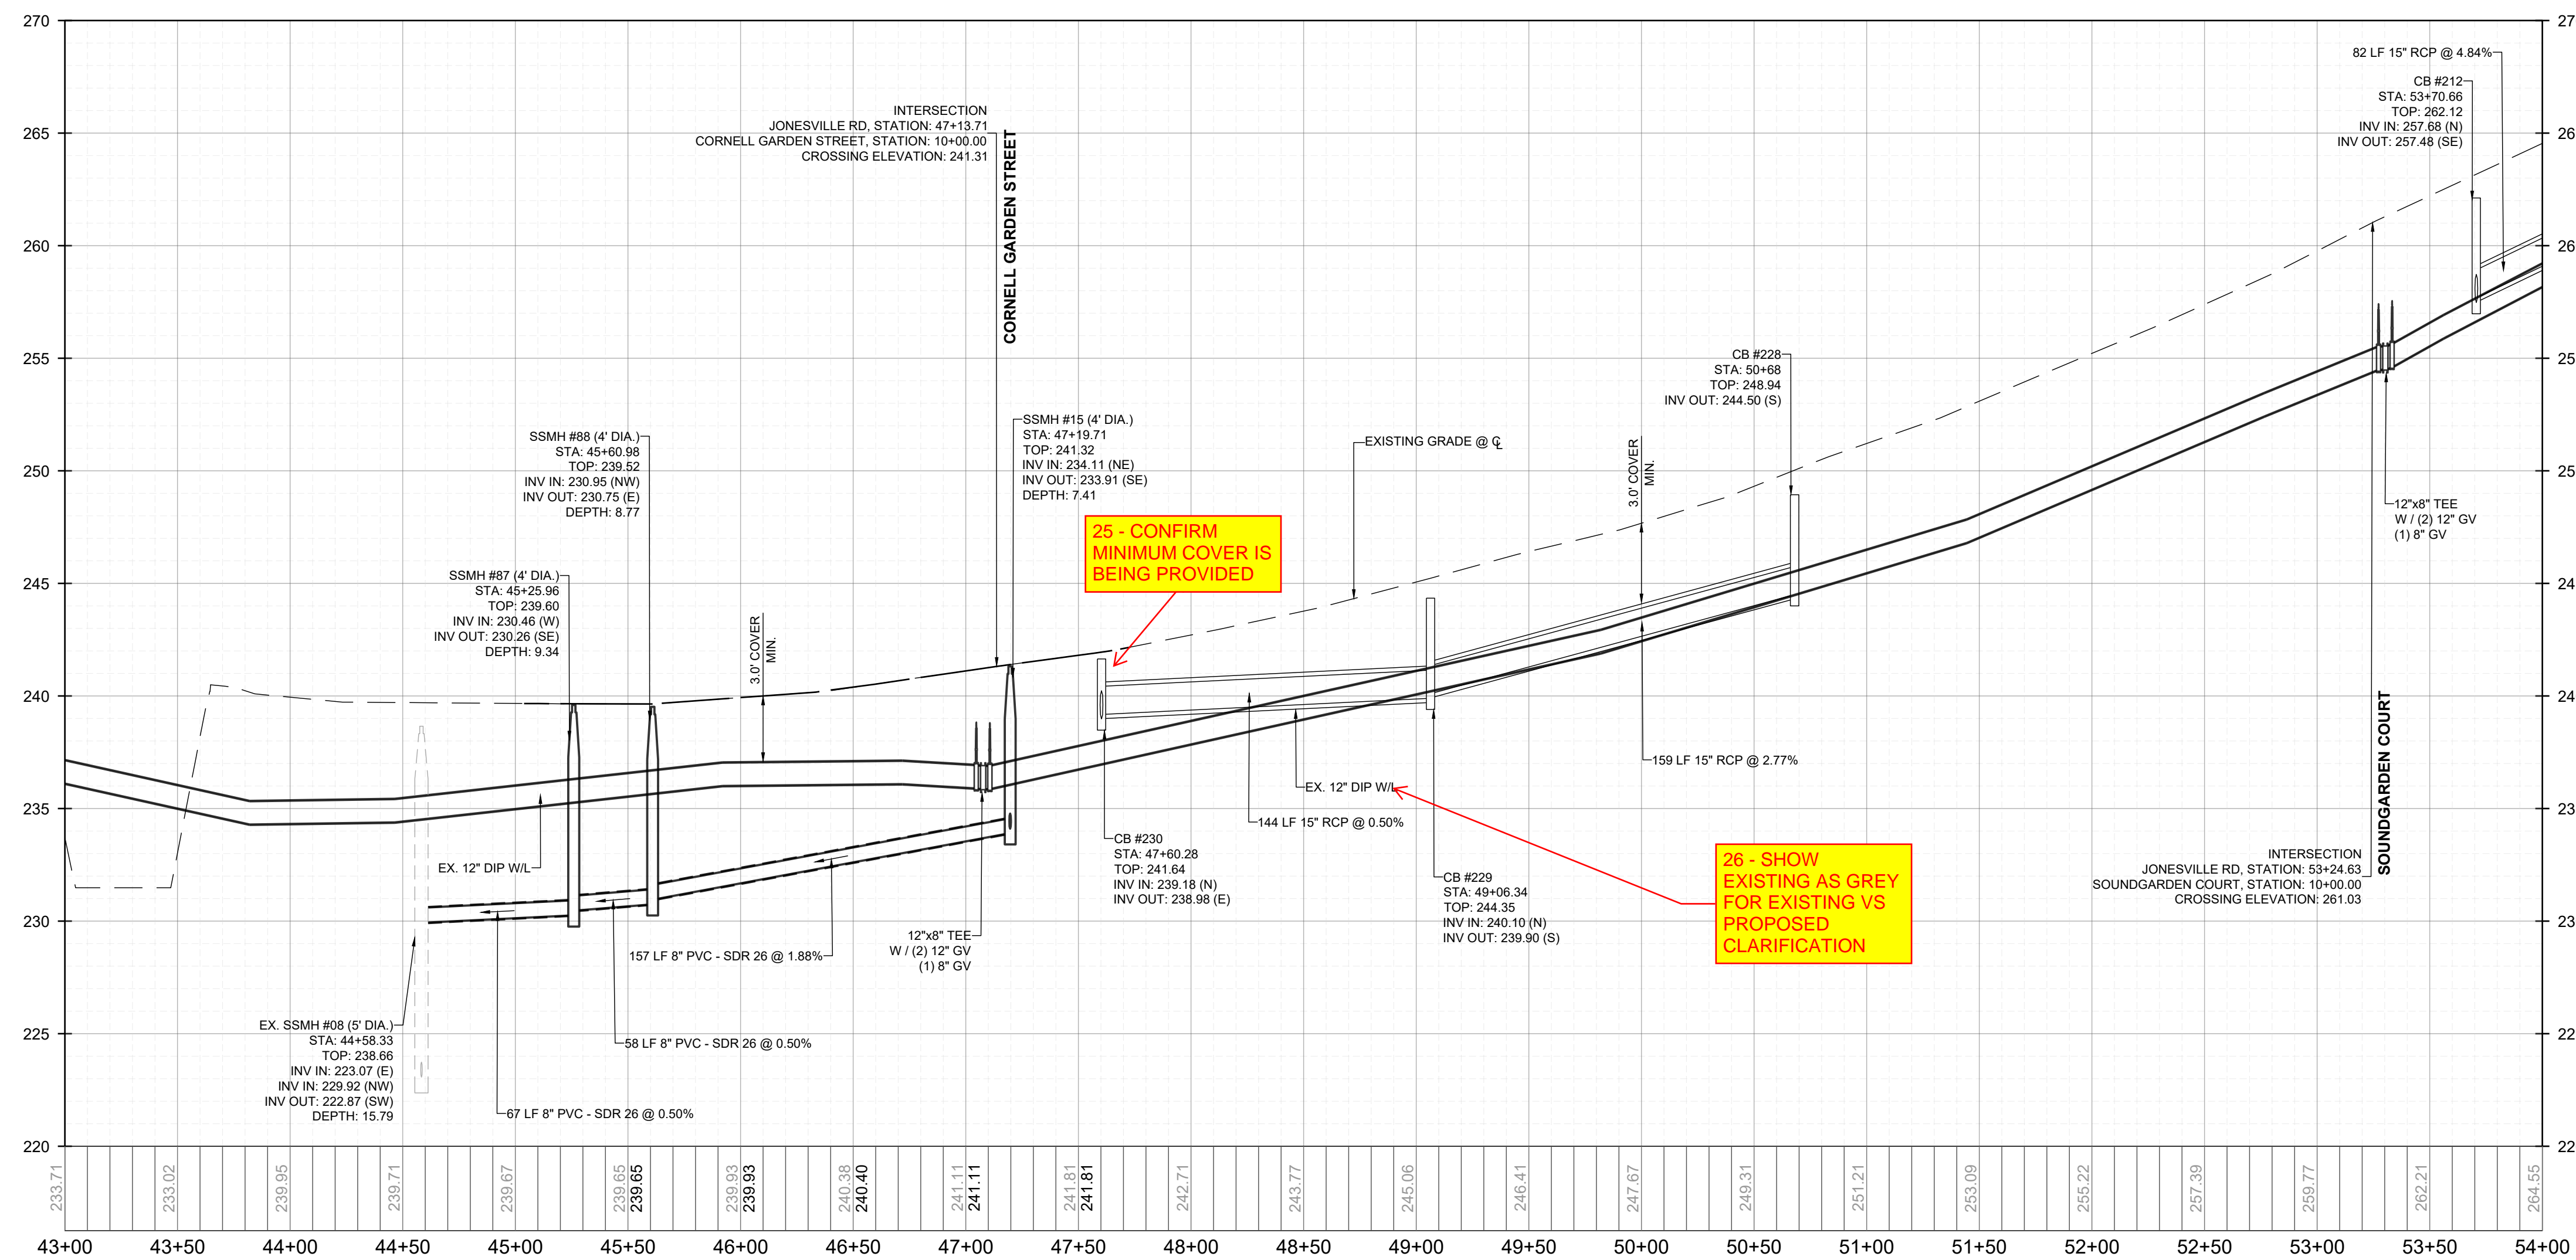 270
265
260
255
250
245
240
235
230
225
220
27
26
26
25
25
24
24
23
23
22
22
INTERSECTION
JONESVILLE RD, STATION: 47+13.71
CORNELL GARDEN STREET, STATION: 10+00.00
CROSSING ELEVATION: 241.31
CORNELL GARDEN STREET
82 LF 15" RCP @ 4.84%
CB #212
STA: 53+70.66
TOP: 262.12
INV IN: 257.68 (N)
INV OUT: 257.48 (SE)
CB #228
STA: 50+68
TOP: 248.94
INV OUT: 244.50 (S)
SSMH #88 (4' DIA.)
STA: 45+60.98
TOP: 239.52
INV IN: 230.95 (NW)
INV OUT: 230.75 (E)
DEPTH: 8.77
SSMH #15 (4' DIA.)
STA: 47+19.71
TOP: 241.32
INV IN: 234.11 (NE)
INV OUT: 233.91 (SE)
DEPTH: 7.41
EXISTING GRADE @ ℄
3.0' COVER
MIN.
12"x8" TEE
W / (2) 12" GV
(1) 8" GV
25 - CONFIRM
MINIMUM COVER IS
BEING PROVIDED
SSMH #87 (4' DIA.)
STA: 45+25.96
TOP: 239.60
INV IN: 230.46 (W)
INV OUT: 230.26 (SE)
DEPTH: 9.34
3.0' COVER
MIN.
159 LF 15" RCP @ 2.77%
EX. 12" DIP W/L
144 LF 15" RCP @ 0.50%
SOUNDGARDEN COURT
CB #230
STA: 47+60.28
TOP: 241.64
INV IN: 239.18 (N)
INV OUT: 238.98 (E)
CB #229
STA: 49+06.34
TOP: 244.35
INV IN: 240.10 (N)
INV OUT: 239.90 (S)
26 - SHOW
EXISTING AS GREY
FOR EXISTING VS
PROPOSED
CLARIFICATION
INTERSECTION
JONESVILLE RD, STATION: 53+24.63
SOUNDGARDEN COURT, STATION: 10+00.00
CROSSING ELEVATION: 261.03
EX. 12" DIP W/L
12"x8" TEE
W / (2) 12" GV
(1) 8" GV
157 LF 8" PVC - SDR 26 @ 1.88%
58 LF 8" PVC - SDR 26 @ 0.50%
67 LF 8" PVC - SDR 26 @ 0.50%
EX. SSMH #08 (5' DIA.)
STA: 44+58.33
TOP: 238.66
INV IN: 223.07 (E)
INV IN: 229.92 (NW)
INV OUT: 222.87 (SW)
DEPTH: 15.79
233.71
233.02
239.95
239.71
239.67
239.65
239.65
239.93
239.93
240.38
240.40
241.11
241.11
241.81
241.81
242.71
243.77
245.06
246.41
247.67
249.31
251.21
253.09
255.22
257.39
259.77
262.21
264.55
43+00
43+50
44+00
44+50
45+00
45+50
46+00
46+50
47+00
47+50
48+00
48+50
49+00
49+50
50+00
50+50
51+00
51+50
52+00
52+50
53+00
53+50
54+00